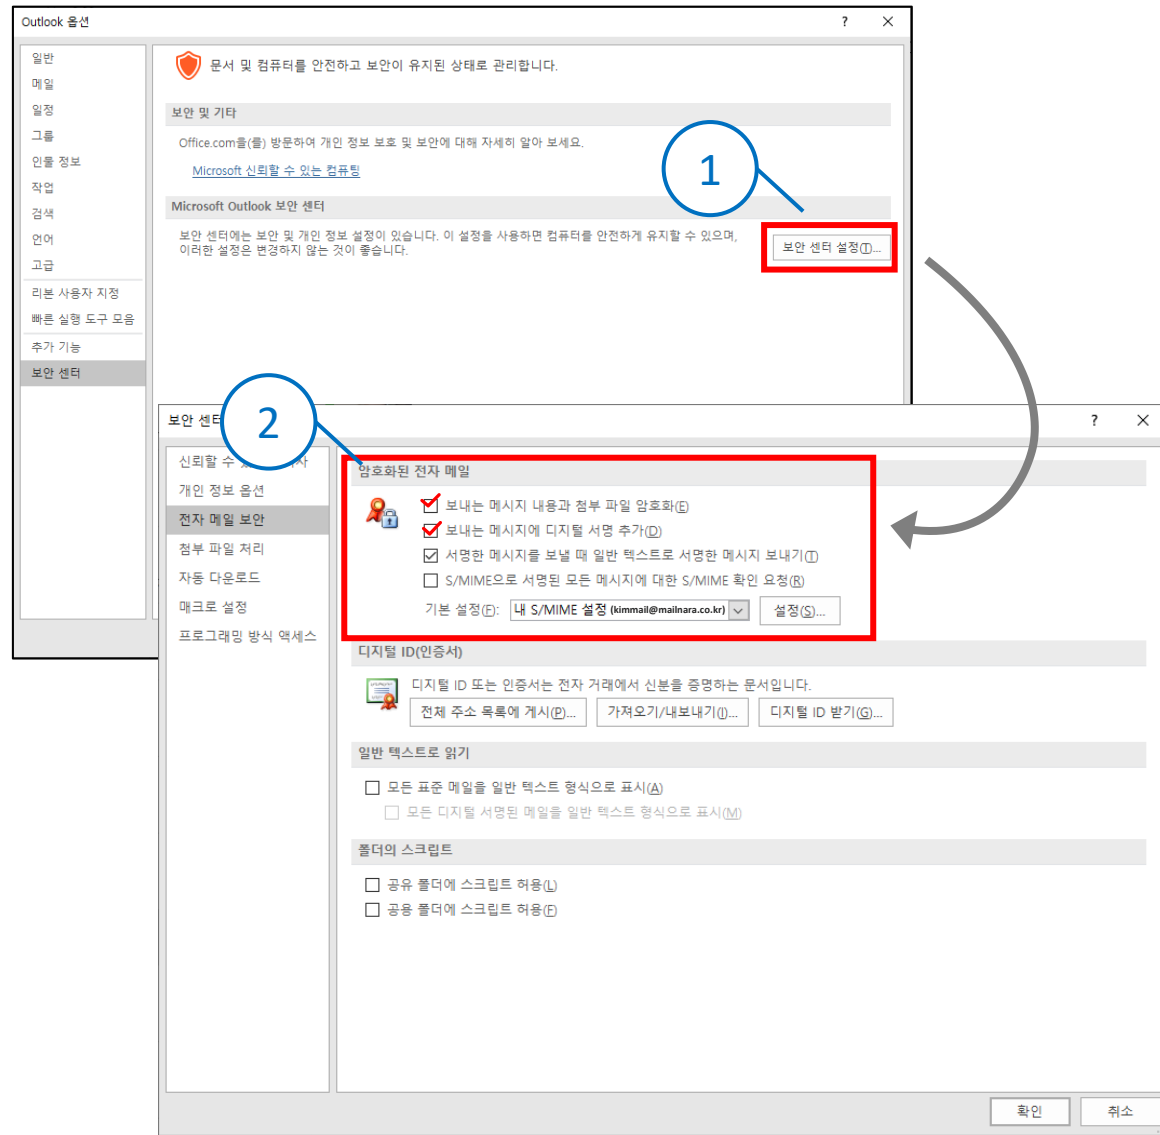 Outlook 옵션
?
일반
메일
일정
그룹
인물 정보
작업
검색
언어
고급
리본 사용자 지정
빠른 실행 도구 모음
추가 기능
보안 센터
문서 및 컴퓨터를 안전하고 보안이 유지된 상태로 관리합니다.
보안 및 기타
Office.com을(를) 방문하여 개인 정보 보호 및 보안에 대해 자세히 알아 보세요.
Microsoft 신뢰할 수 있는 컴퓨팅
1
Microsoft Outlook 보안 센터
보안 센터에는 보안 및 개인 정보 설정이 있습니다. 이 설정을 사용하면 컴퓨터를 안전하게 유지할 수 있으며,
이러한 설정은 변경하지 않는 것이 좋습니다.
보안 센터 설정(T)...
보안 센터
2
?
신뢰할 수
개인 정보 옵션
전자 메일 보안
첨부 파일 처리
자동 다운로드
매크로 설정
프로그래밍 방식 액세스
암호화된 전자 메일
보내는 메시지 내용과 첨부 파일 암호화(E)
보내는 메시지에 디지털 서명 추가(D)
서명한 메시지를 보낼 때 일반 텍스트로 서명한 메시지 보내기(T)
S/MIME으로 서명된 모든 메시지에 대한 S/MIME 확인 요청(R)
기본 설정(F): 내 S/MIME 설정 (kimmail@mailnara.co.kr) 설정(S)...
디지털 ID(인증서)
디지털 ID 또는 인증서는 전자 거래에서 신분을 증명하는 문서입니다.
전체 주소 목록에 게시(P)... 가져오기/내보내기(I)... 디지털 ID 받기(G)...
일반 텍스트로 읽기
모든 표준 메일을 일반 텍스트 형식으로 표시(A)
모든 디지털 서명된 메일을 일반 텍스트 형식으로 표시(M)
폴더의 스크립트
공유 폴더에 스크립트 허용(L)
공용 폴더에 스크립트 허용(F)
확인 취소